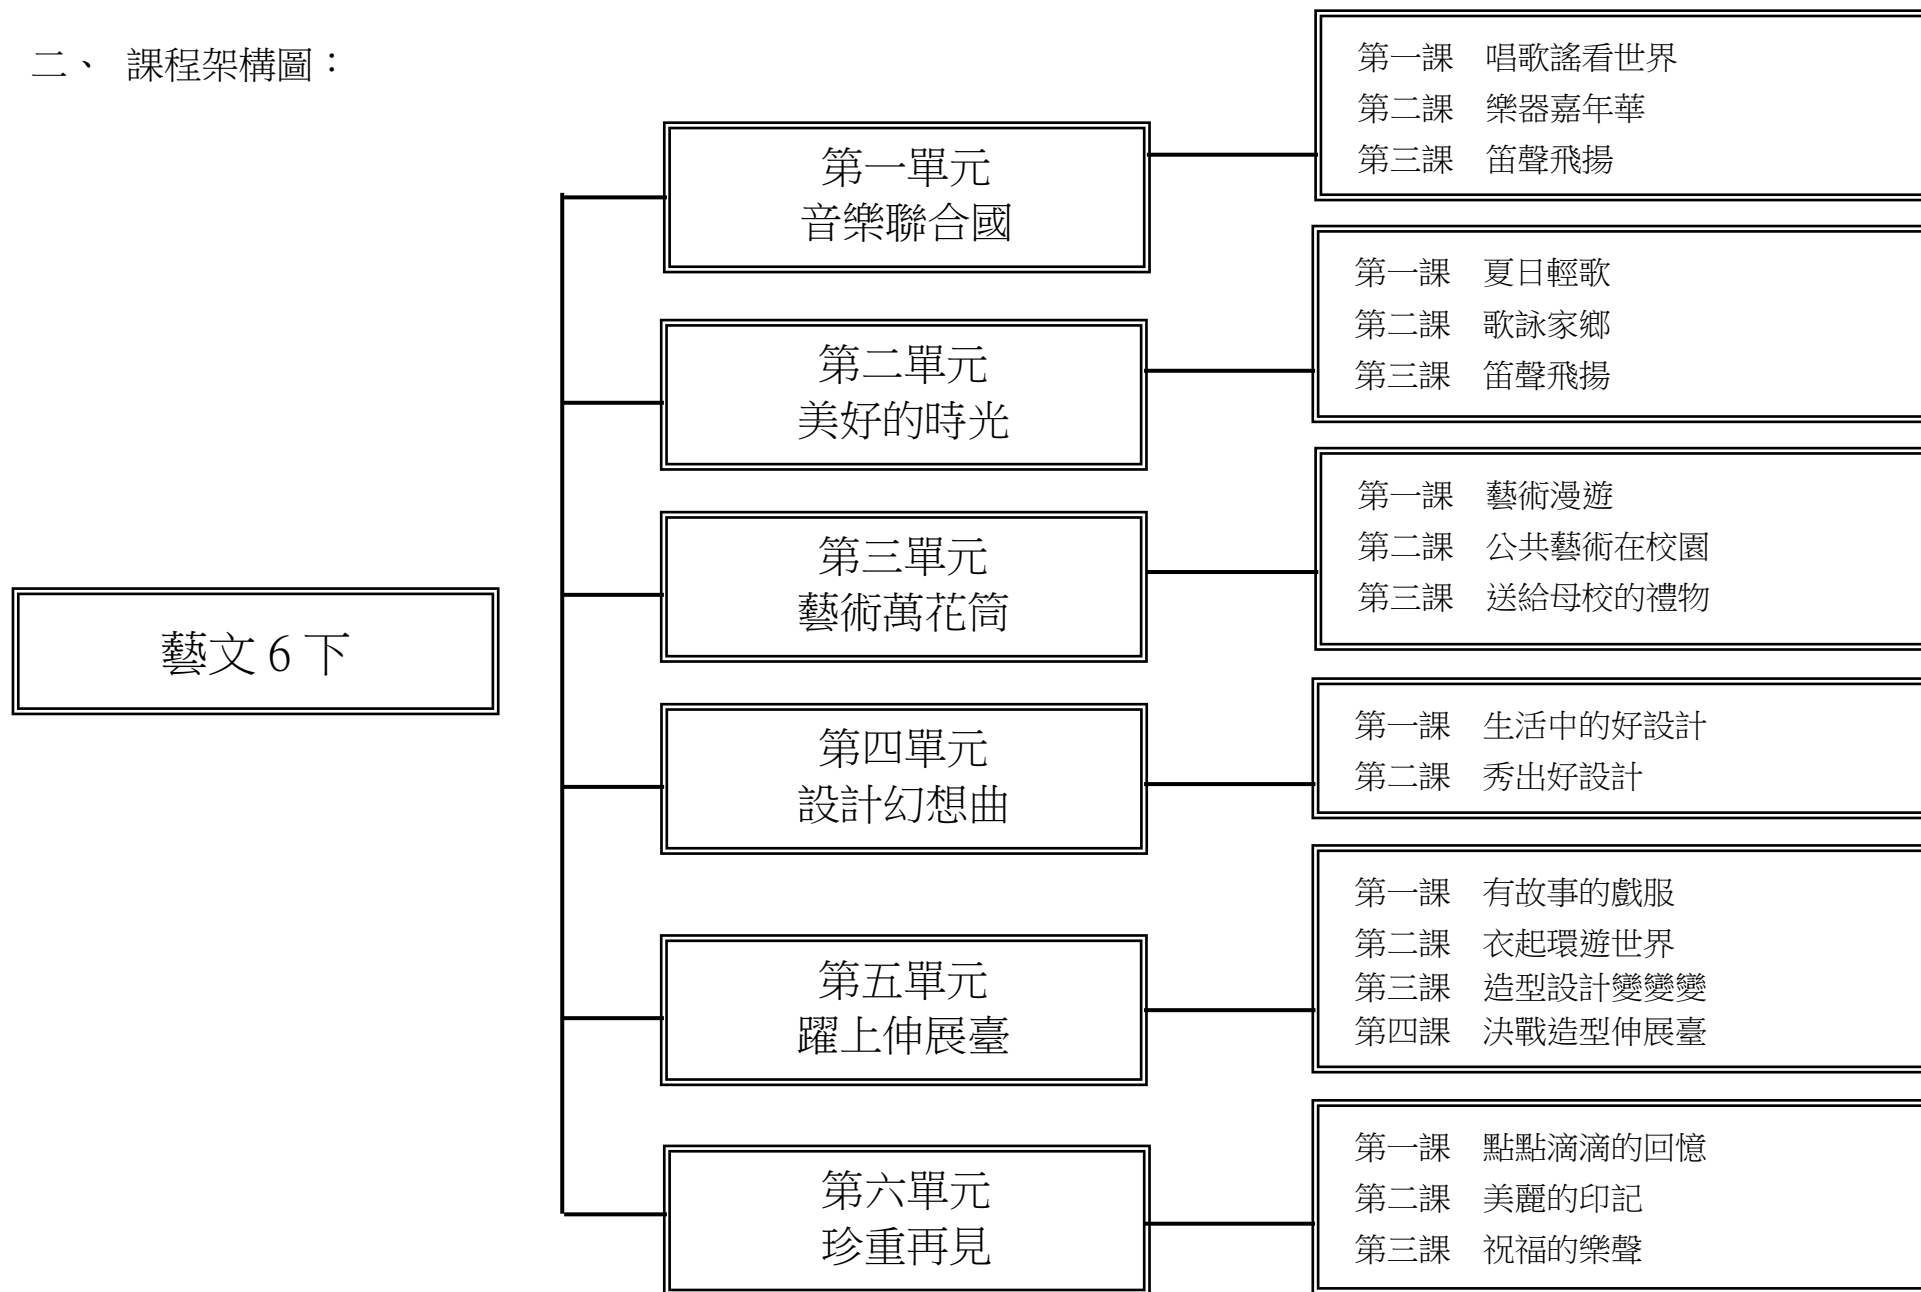 二、 課程架構圖：
藝文 6 下
第一單元
音樂聯合國
第一課　唱歌謠看世界
第二課　樂器嘉年華
第三課　笛聲飛揚
第二單元
美好的時光
第一課　夏日輕歌
第二課　歌詠家鄉
第三課　笛聲飛揚
第三單元
藝術萬花筒
第一課　藝術漫遊
第二課　公共藝術在校園
第三課　送給母校的禮物
第四單元
設計幻想曲
第一課　生活中的好設計
第二課　秀出好設計
第五單元
躍上伸展臺
第一課　有故事的戲服
第二課　衣起環遊世界
第三課　造型設計變變變
第四課　決戰造型伸展臺
第六單元
珍重再見
第一課　點點滴滴的回憶
第二課　美麗的印記
第三課　祝福的樂聲